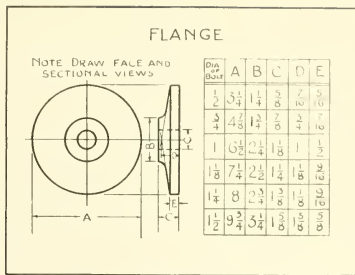 FLANGE
NOTE DRAW FACE AND
SECTIONAL VIEWS
DIA OF BOLT A B C D E
1/2 3 1/4 1 1/4 5/8 7/16 5/16
3/4 4 7/8 1 3/4 7/8 3/4 7/16
1 6 1/2 2 1/4 1 1/8 1 1/2
1 1/8 7 1/4 2 1/2 1 1/4 1 1/8 9/16
1 1/4 8 2 3/4 1 3/8 1 1/8 9/16
1 1/2 9 3/4 3 1/4 1 5/8 1 3/8 5/8
B
D
C
E
A
C